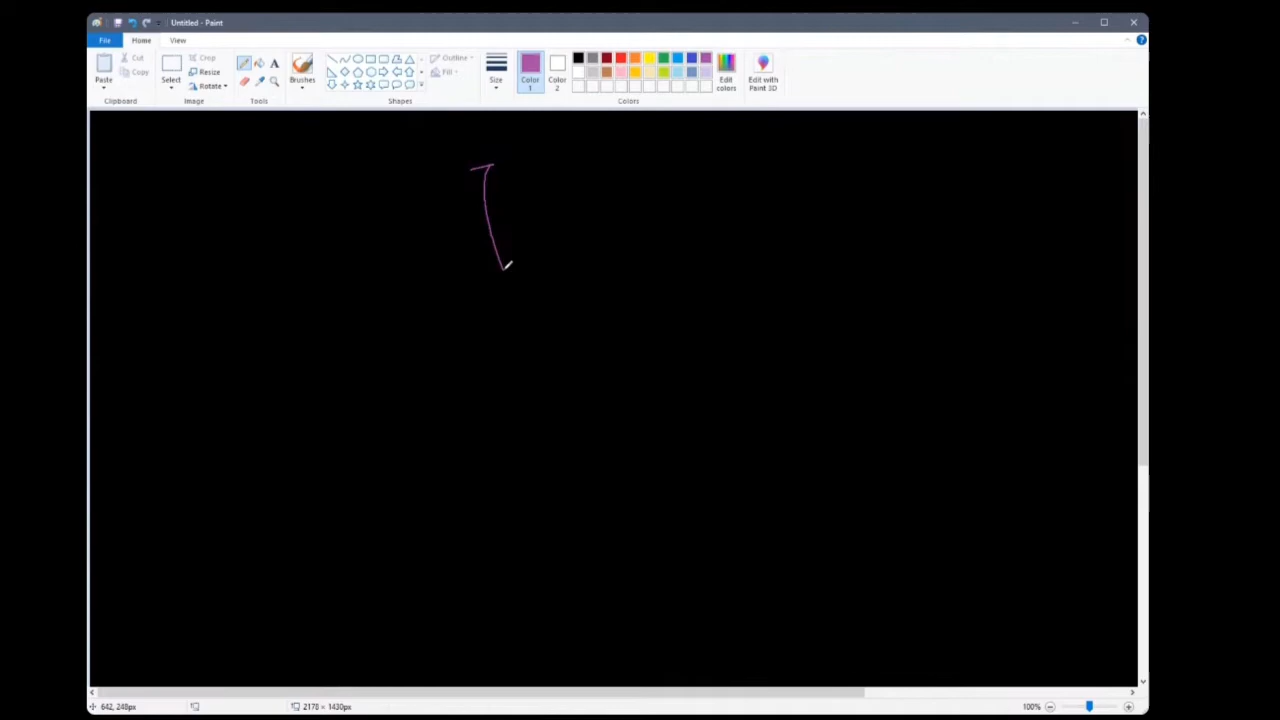 Untitled - Paint
File Home View
Paste Cut Copy Clipboard
Select Crop Resize Rotate Image
Tools A
Brushes
Shapes Outline Fill
Size
Color 1
Color 2
Colors
Edit colors
Edit with Paint 3D
642, 248px
2178 × 1430px
100%